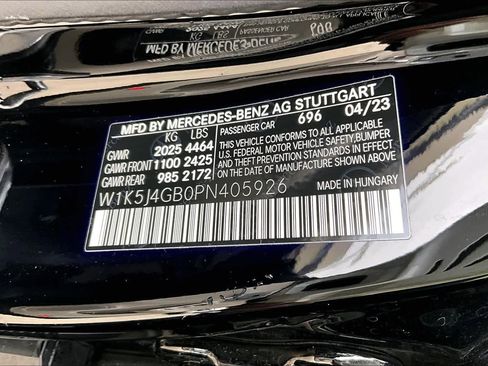 MFD BY MERCEDES-BENZ AG STUTTGART
KG LBS PASSENGER CAR 696 04/23
GVWR 2025 4464
GAWR FRONT 1100 2425
GAWR REAR 985 2172
THIS VEHICLE CONFORMS TO ALL APPLICABLE
U.S. FEDERAL MOTOR VEHICLE SAFETY, BUMPER
AND THEFT PREVENTION STANDARDS IN EFFECT
ON THE DATE OF MANUFACTURE SHOWN ABOVE.
W1K5J4GB0PN405926
MADE IN HUNGARY